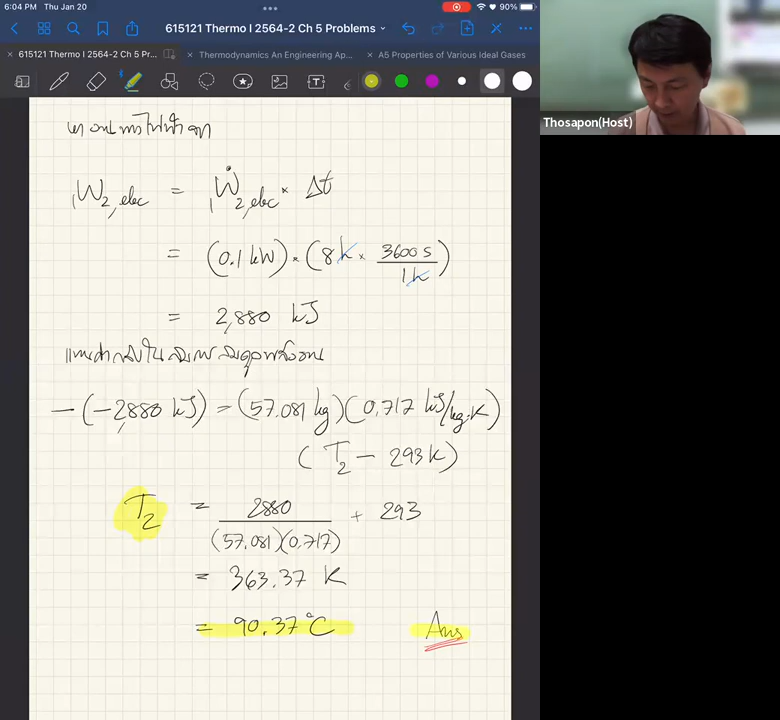 6:04 PM Thu Jan 20
90%
615121 Thermo I 2564-2 Ch 5 Problems
615121 Thermo I 2564-2 Ch 5 Pr...
Thermodynamics An Engineering Ap...
A5 Properties of Various Ideal Gases
Thosapon(Host)
₁W₂,elec = ₁Ẇ₂,elec × Δt
= (0.1 kW) × (8h × 3600 s / 1h)
= 2,880 kJ
-(-2,880 kJ) = (57.081 kg)(0.717 kJ/kg·K)
(T₂ - 293K)
T₂ = 2880 / (57.081)(0.717) + 293
= 363.37 K
= 90.37°C Ans